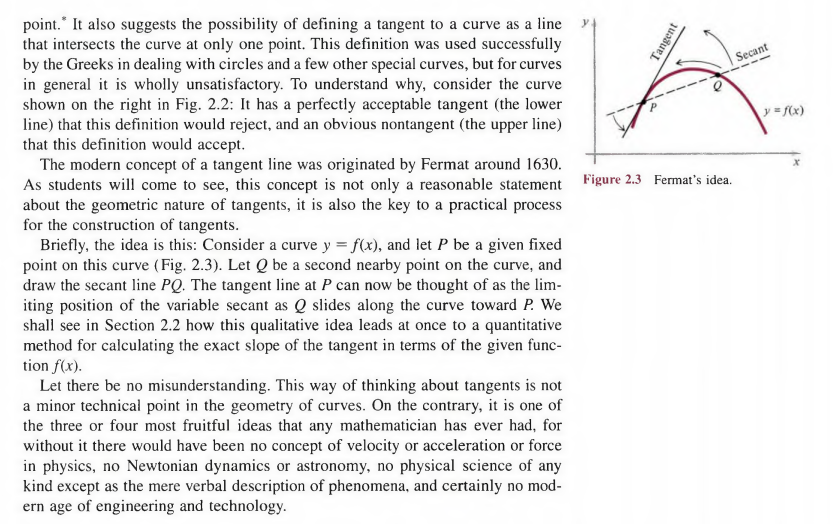 point.* It also suggests the possibility of defining a tangent to a curve as a line
that intersects the curve at only one point. This definition was used successfully
by the Greeks in dealing with circles and a few other special curves, but for curves
in general it is wholly unsatisfactory. To understand why, consider the curve
shown on the right in Fig. 2.2: It has a perfectly acceptable tangent (the lower
line) that this definition would reject, and an obvious nontangent (the upper line)
that this definition would accept.
The modern concept of a tangent line was originated by Fermat around 1630.
As students will come to see, this concept is not only a reasonable statement
about the geometric nature of tangents, it is also the key to a practical process
for the construction of tangents.
Briefly, the idea is this: Consider a curve y = f(x), and let P be a given fixed
point on this curve (Fig. 2.3). Let Q be a second nearby point on the curve, and
draw the secant line PQ. The tangent line at P can now be thought of as the lim-
iting position of the variable secant as Q slides along the curve toward P. We
shall see in Section 2.2 how this qualitative idea leads at once to a quantitative
method for calculating the exact slope of the tangent in terms of the given func-
tion f(x).
Let there be no misunderstanding. This way of thinking about tangents is not
a minor technical point in the geometry of curves. On the contrary, it is one of
the three or four most fruitful ideas that any mathematician has ever had, for
without it there would have been no concept of velocity or acceleration or force
in physics, no Newtonian dynamics or astronomy, no physical science of any
kind except as the mere verbal description of phenomena, and certainly no mod-
ern age of engineering and technology.
y
Tangent
Secant
Q
P
y = f(x)
x
Figure 2.3 Fermat's idea.